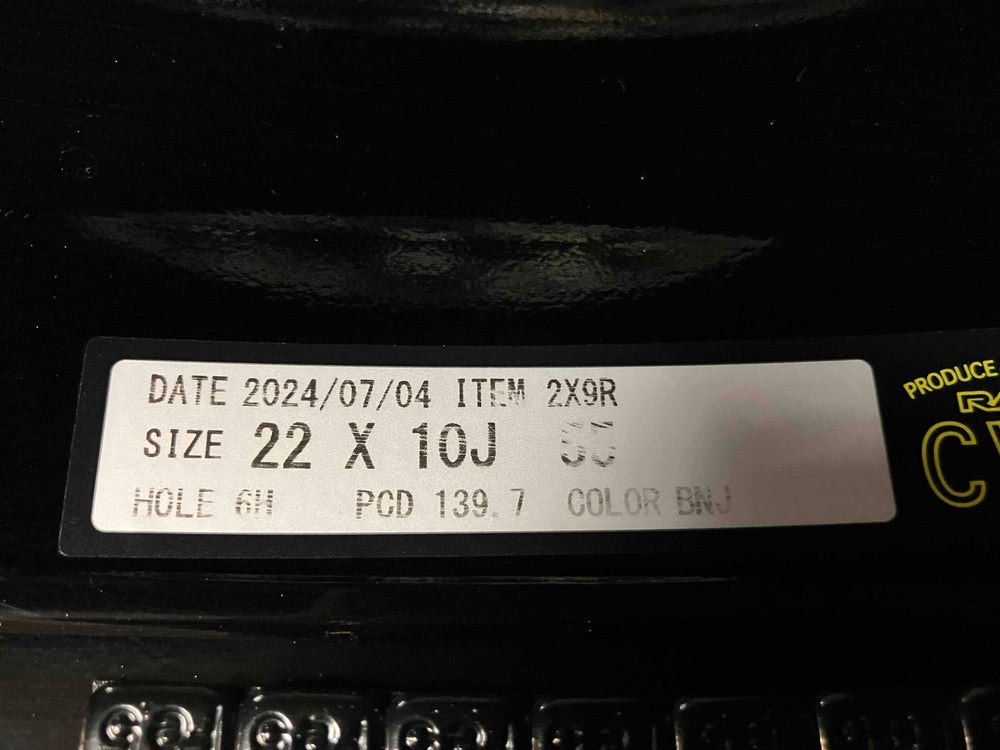 DATE 2024/07/04 ITEM 2X9R
SIZE 22 X 10J
HOLE 6H PCD 139.7 COLOR BNJ
PRODUCE